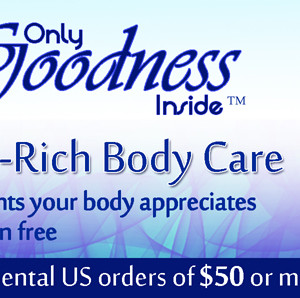 Only
Goodness
Inside™
-Rich Body Care
nts your body appreciates
n free
ental US orders of $50 or m